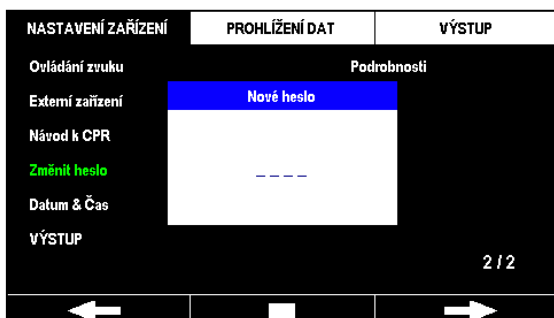 NASTAVENÍ ZAŘÍZENÍ PROHLÍŽENÍ DAT VÝSTUP
Ovládání zvuku Podrobnosti
Externí zařízení
Nové heslo
Návod k CPR
Změnit heslo
_ _ _ _
Datum & Čas
VÝSTUP
2 / 2